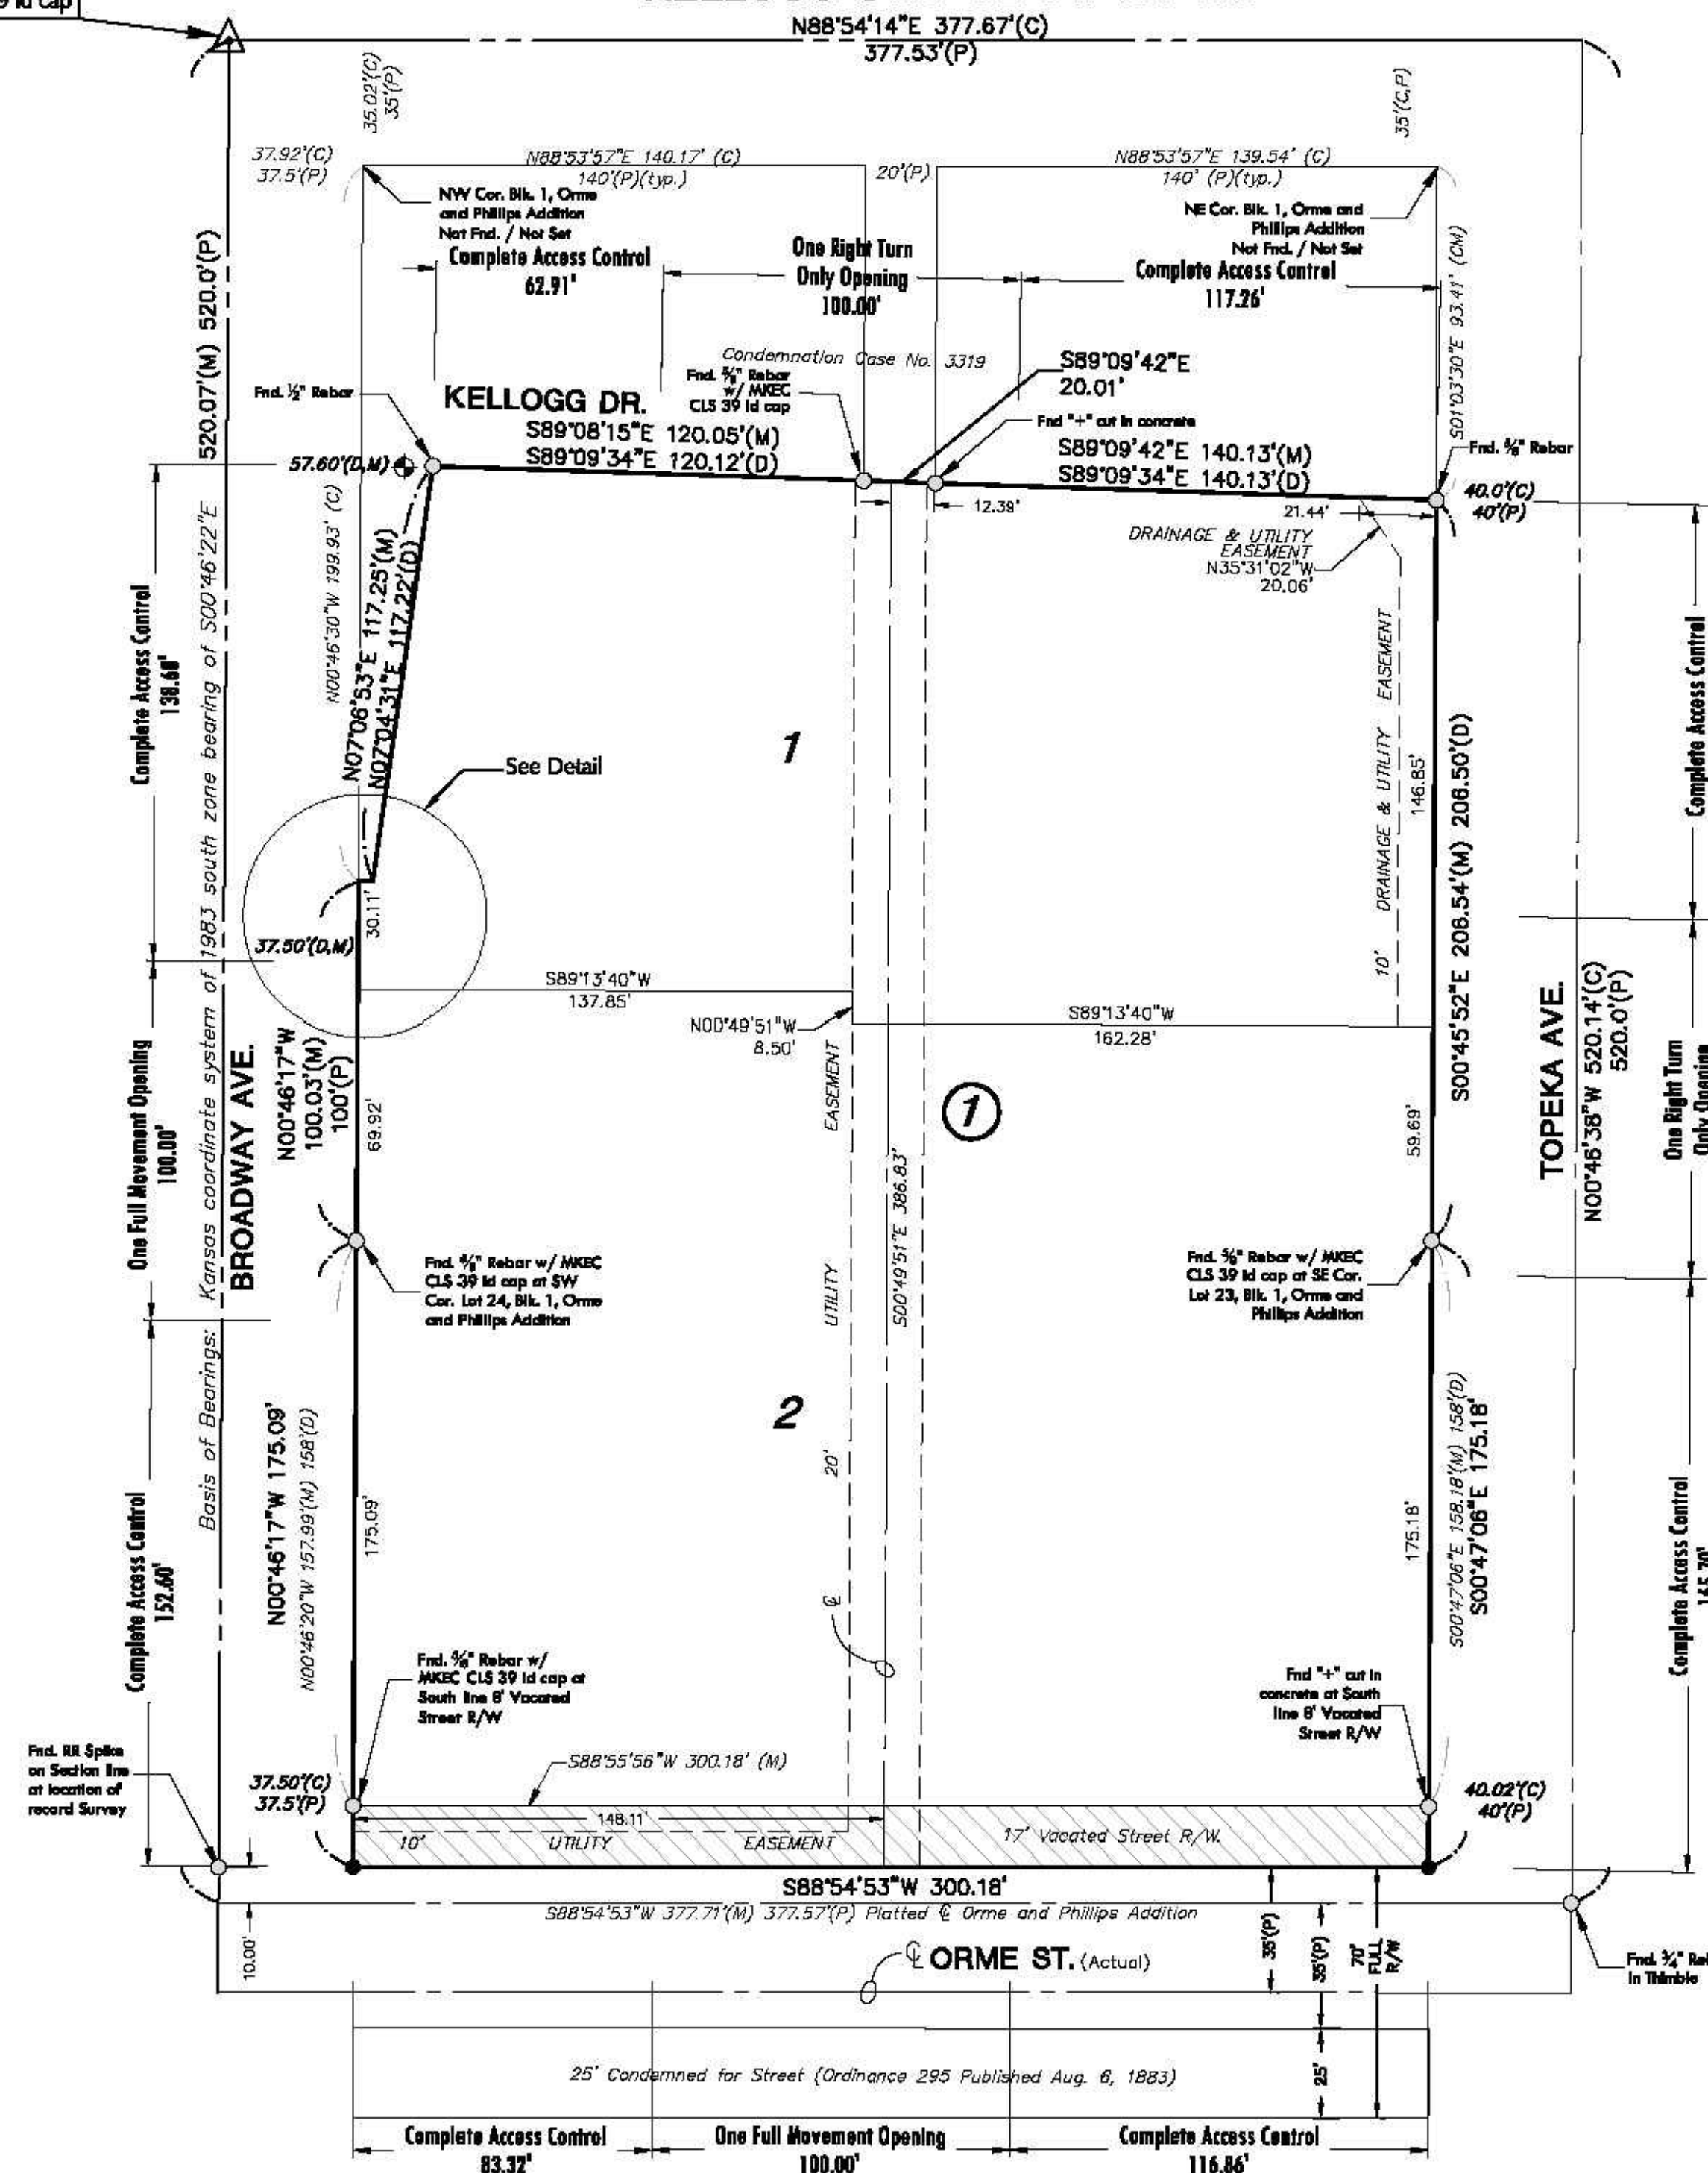 N88°54'14"E 377.67'(C)
377.53'(P)
35.02'(C)
35'(P)
35'(C,P)
37.92'(C)
37.5'(P)
N88°53'57"E 140.17' (C)
140'(P)(typ.)
20'(P)
N88°53'57"E 139.54' (C)
140' (P)(typ.)
NW Cor. Blk. 1, Orme
and Phillips Addition
Not Fnd. / Not Set
NE Cor. Blk. 1, Orme and
Phillips Addition
Not Fnd. / Not Set
Complete Access Control
62.91'
One Right Turn
Only Opening
100.00'
Complete Access Control
117.26'
S01°03'30"E 93.41' (CM)
520.07'(M) 520.0'(P)
Condemnation Case No. 3319
S89°09'42"E
20.01'
Fnd. ½" Rebar
KELLOGG DR.
Fnd. ⅝" Rebar
w/ MKEC
CLS 39 id cap
Fnd "+" cut in concrete
S89°08'15"E 120.05'(M)
S89°09'34"E 120.12'(D)
S89°09'42"E 140.13'(M)
S89°09'34"E 140.13'(D)
Fnd. ⅝" Rebar
57.60'(D,M)
40.0'(C)
40'(P)
12.39'
21.44'
DRAINAGE & UTILITY
EASEMENT
N35°31'02"W
20.06'
N00°46'30"W 199.93' (C)
N07°06'53"E 117.25'(M)
N07°04'31"E 117.22'(D)
Complete Access Control
138.68'
Complete Access Control
1
See Detail
10' DRAINAGE & UTILITY EASEMENT
146.85'
S00°45'52"E 206.54'(M) 206.50'(D)
30.11'
37.50'(D,M)
S89°13'40"W
137.85'
N00°49'51"W
8.50'
S89°13'40"W
162.28'
Basis of Bearings: Kansas coordinate system of 1983 south zone bearing of S00°46'22"E
BROADWAY AVE.
N00°46'17"W
100.03'(M)
100'(P)
69.92'
One Full Movement Opening
100.00'
1
59.69'
TOPEKA AVE.
N00°46'38"W 520.14'(C)
520.0'(P)
One Right Turn
Only Opening
20' UTILITY EASEMENT
S00°49'51"E 386.83'
Fnd. ⅝" Rebar w/ MKEC
CLS 39 id cap at SW
Cor. Lot 24, Blk. 1, Orme
and Phillips Addition
Fnd. ⅝" Rebar w/ MKEC
CLS 39 id cap at SE Cor.
Lot 23, Blk. 1, Orme and
Phillips Addition
2
Complete Access Control
152.60'
N00°46'17"W 175.09'
N00°46'20"W 157.99'(M) 158'(D)
175.09'
175.18'
S00°47'06"E 158.18'(M) 158'(D)
S00°47'06"E 175.18'
Complete Access Control
℄
Fnd. ⅝" Rebar w/
MKEC CLS 39 id cap at
South line 8' Vacated
Street R/W
Fnd "+" cut in
concrete at South
line 8' Vacated
Street R/W
Fnd. RR Spike
on Section line
at location of
record Survey
37.50'(C)
37.5'(P)
S88°55'56"W 300.18' (M)
40.02'(C)
40'(P)
148.11'
10' UTILITY EASEMENT
17' Vacated Street R/W.
S88°54'53"W 300.18'
S88°54'53"W 377.71'(M) 377.57'(P) Platted ℄ Orme and Phillips Addition
10.00'
℄ ORME ST. (Actual)
35'(P)
35'(P)
70'
FULL
R/W
Fnd. ¾"
in Thimble
25' Condemned for Street (Ordinance 295 Published Aug. 6, 1883)
25'
Complete Access Control
83.32'
One Full Movement Opening
100.00'
Complete Access Control
116.86'